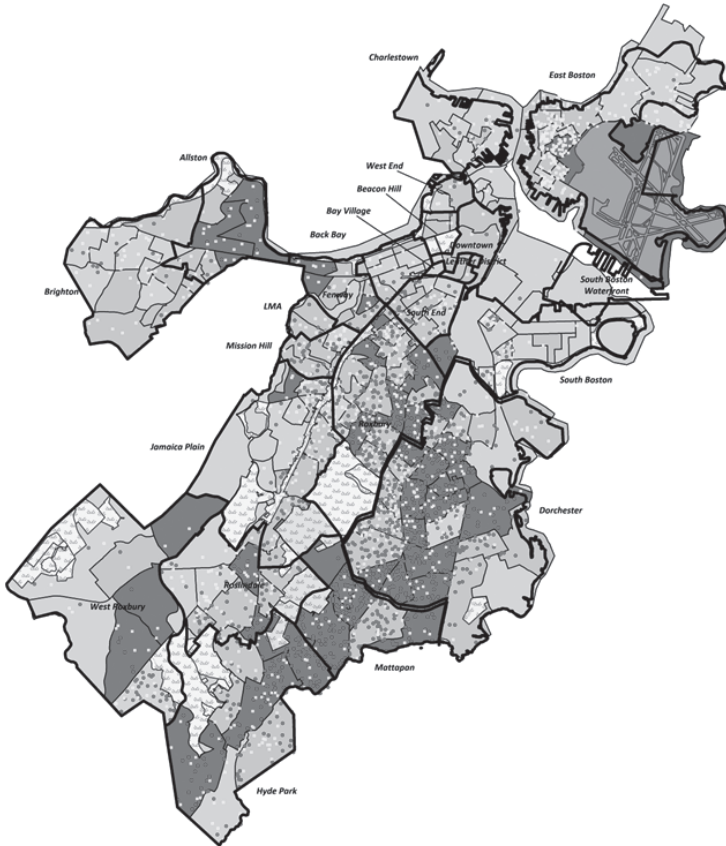 Charlestown
East Boston
Allston
West End
Beacon Hill
Bay Village
Back Bay
Downtown
Leather District
South Boston
Waterfront
Brighton
Fenway
LMA
South End
Mission Hill
South Boston
Roxbury
Jamaica Plain
Dorchester
Roslindale
West Roxbury
Mattapan
Hyde Park